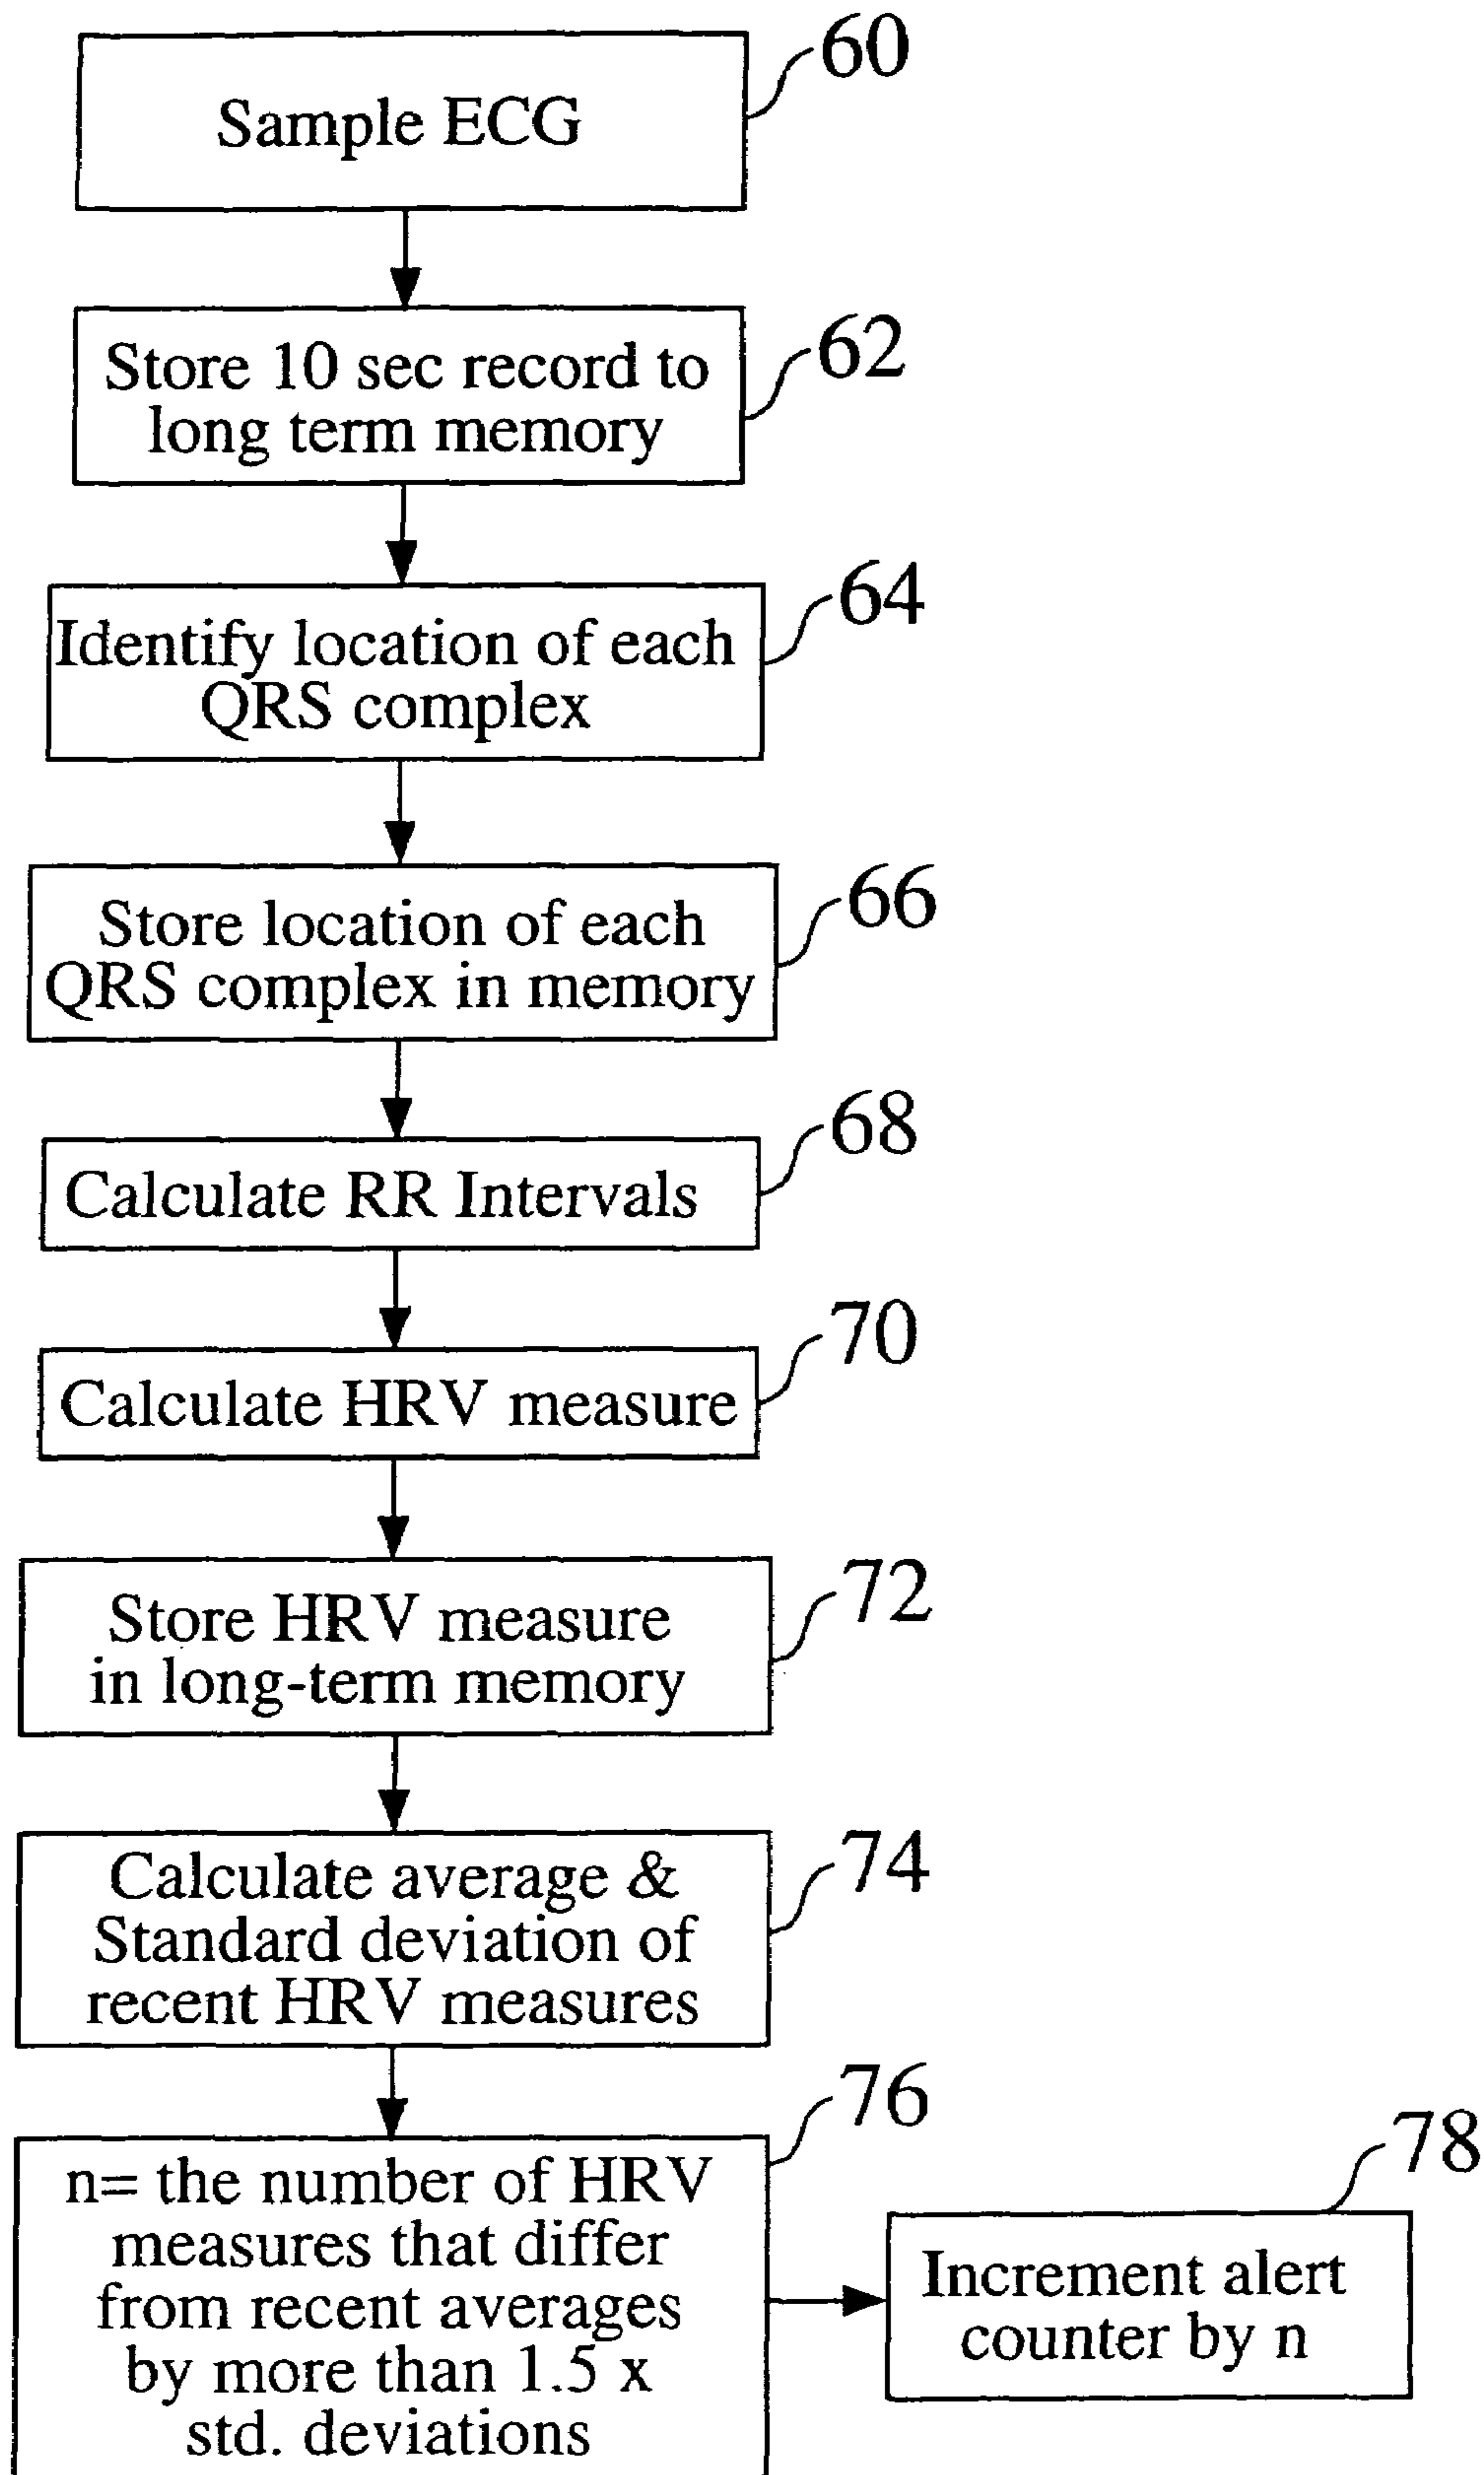 60
Sample ECG
62
Store 10 sec record to
long term memory
64
Identify location of each
QRS complex
66
Store location of each
QRS complex in memory
68
Calculate RR Intervals
70
Calculate HRV measure
72
Store HRV measure
in long-term memory
74
Calculate average &
Standard deviation of
recent HRV measures
76
n= the number of HRV
measures that differ
from recent averages
by more than 1.5 x
std. deviations
78
Increment alert
counter by n